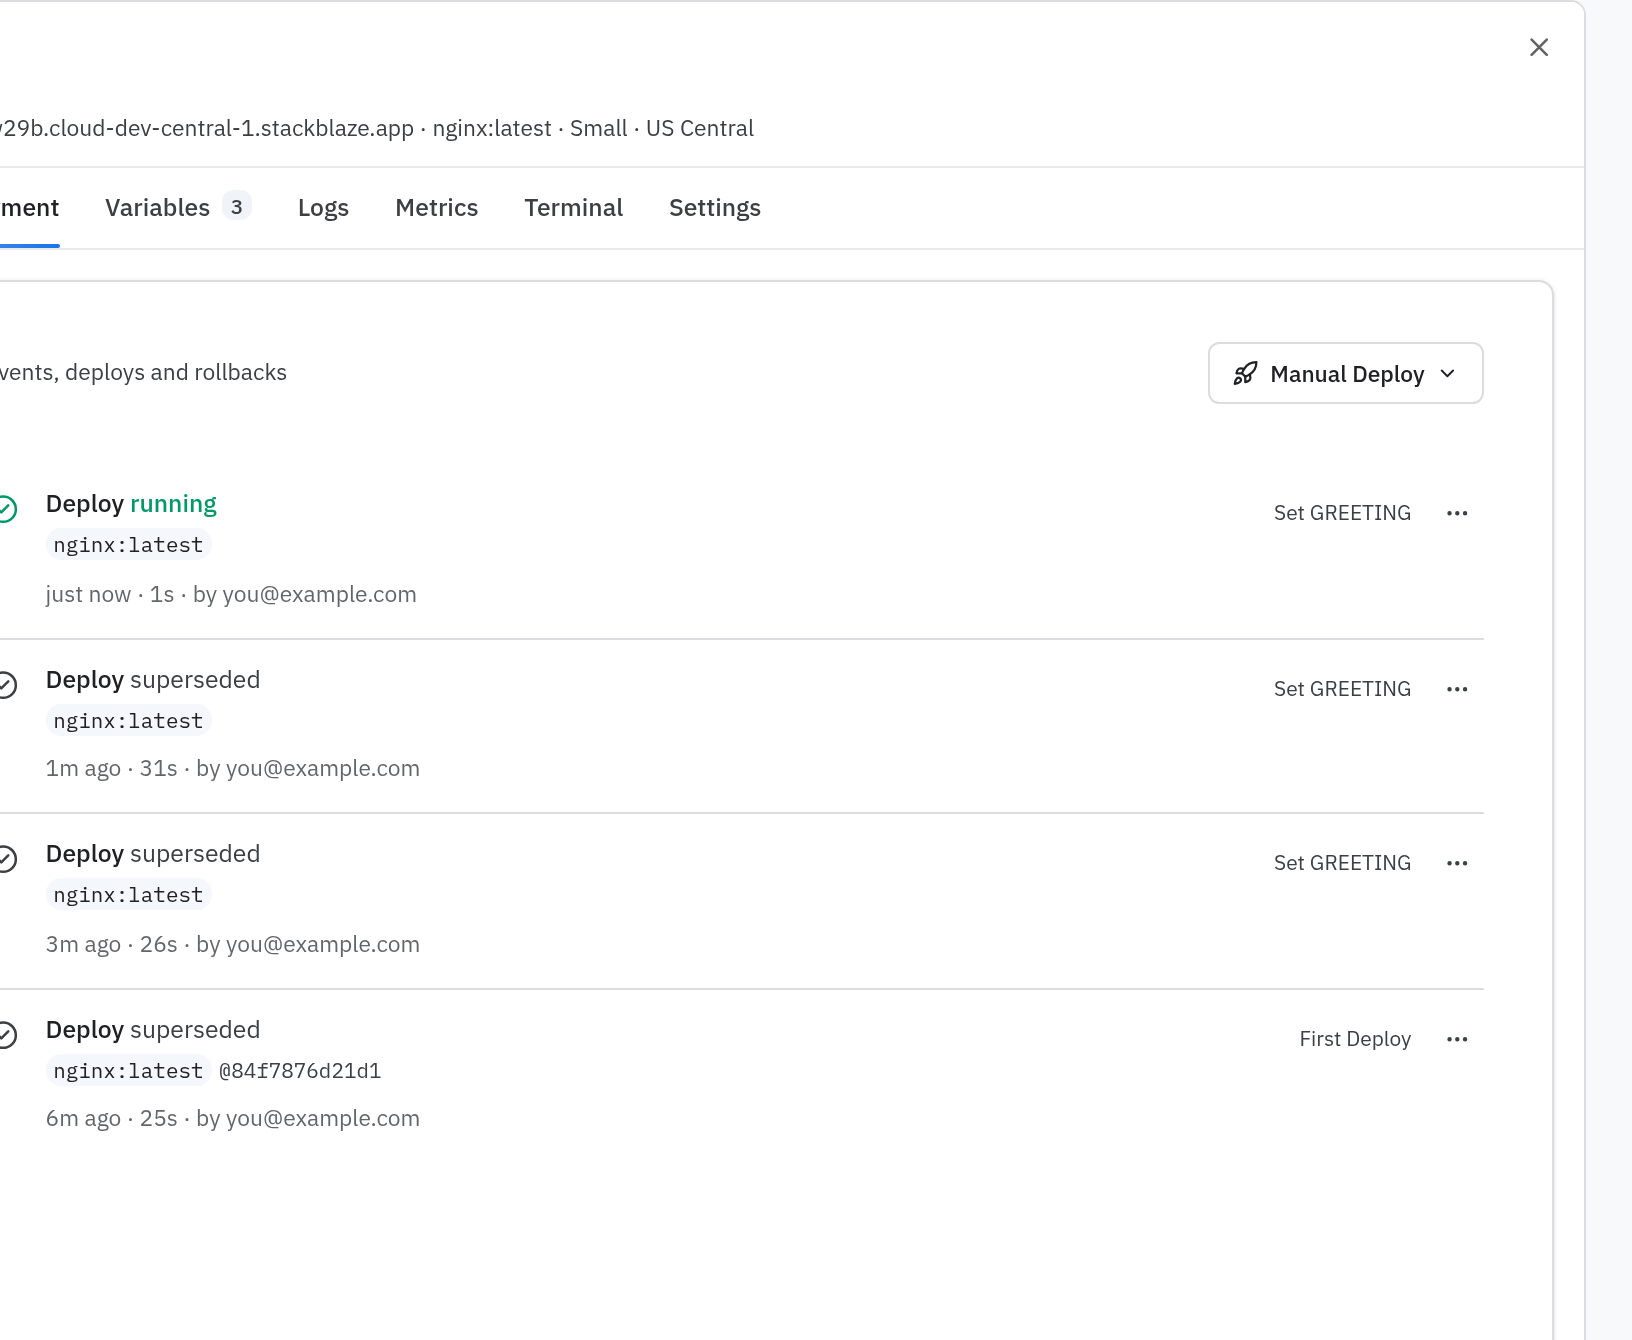 29b.cloud-dev-central-1.stackblaze.app · nginx:latest · Small · US Central
ment Variables 3 Logs Metrics Terminal Settings
vents, deploys and rollbacks
Manual Deploy
Deploy running
Set GREETING
nginx:latest
just now · 1s · by you@example.com
Deploy superseded
Set GREETING
nginx:latest
1m ago · 31s · by you@example.com
Deploy superseded
Set GREETING
nginx:latest
3m ago · 26s · by you@example.com
Deploy superseded
First Deploy
nginx:latest @84f7876d21d1
6m ago · 25s · by you@example.com